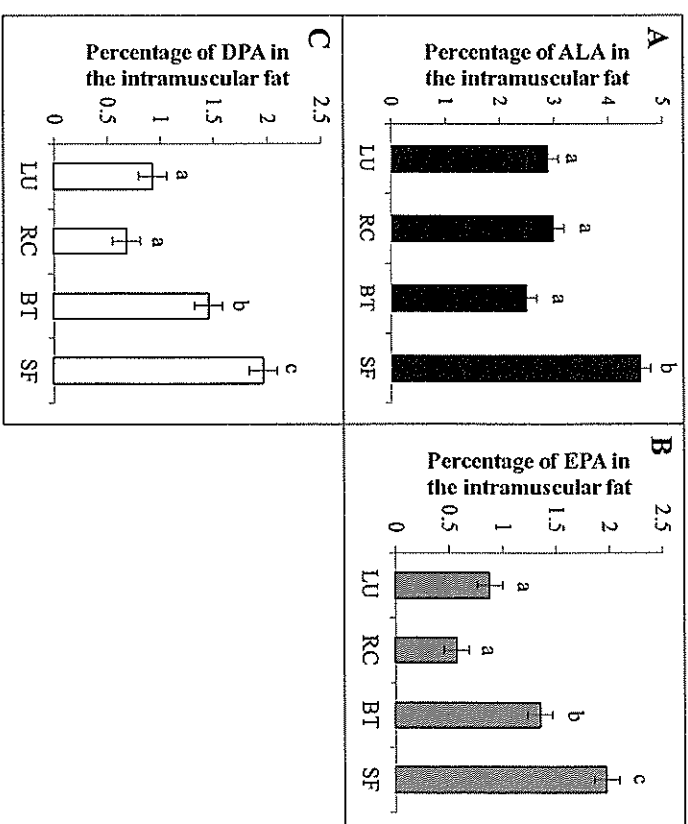 A
Percentage of ALA in
the intramuscular fat
5
4
3
2
1
0
a
a
a
b
LU RC BT SF
B
Percentage of EPA in
the intramuscular fat
2.5
2
1.5
1
0.5
0
a
a
b
c
LU RC BT SF
C
Percentage of DPA in
the intramuscular fat
2.5
2
1.5
1
0.5
0
a
a
b
c
LU RC BT SF